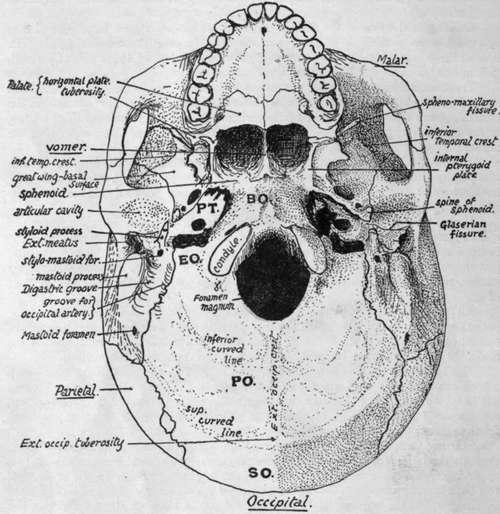 Malar.
Palate. { horizontal plate.
tuberosity
spheno-maxillary
fissure.
vomer.
inferior
temporal crest
inf. temp. crest.
internal
pterygoid
plate
great wing-basal
surface
sphenoid
PT.
BO.
articular cavity
spine of
sphenoid.
styloid process
Glaserian
fissure.
Ext. meatus
EO.
Condyle.
stylo-mastoid for.
mastoid process
Digastric groove
groove for
occipital artery }
Foramen
magnum
Mastoid foramen
inferior
curved
line
Ext. occip. crest
Parietal.
PO.
sup.
curved
line
Ext. occip. tuberosity
SO.
Occipital.